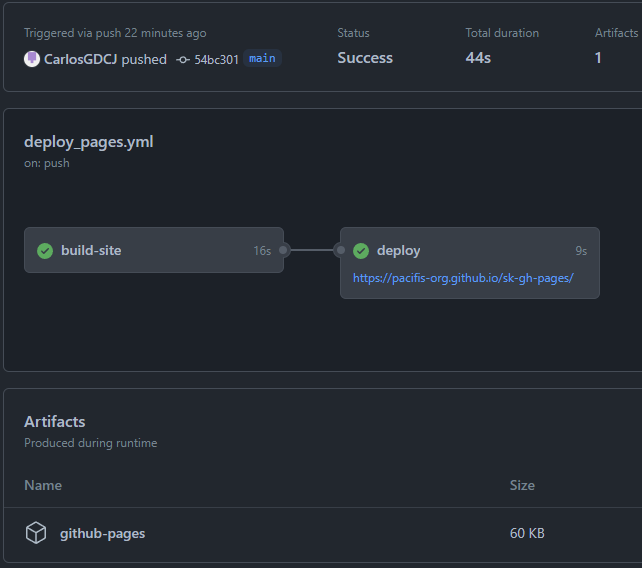 Triggered via push 22 minutes ago
CarlosGDCJ pushed 54bc301 main
Status
Success
Total duration
44s
Artifacts
1
deploy_pages.yml
on: push
build-site 16s
deploy 9s
https://pacifis-org.github.io/sk-gh-pages/
Artifacts
Produced during runtime
Name Size
github-pages 60 KB